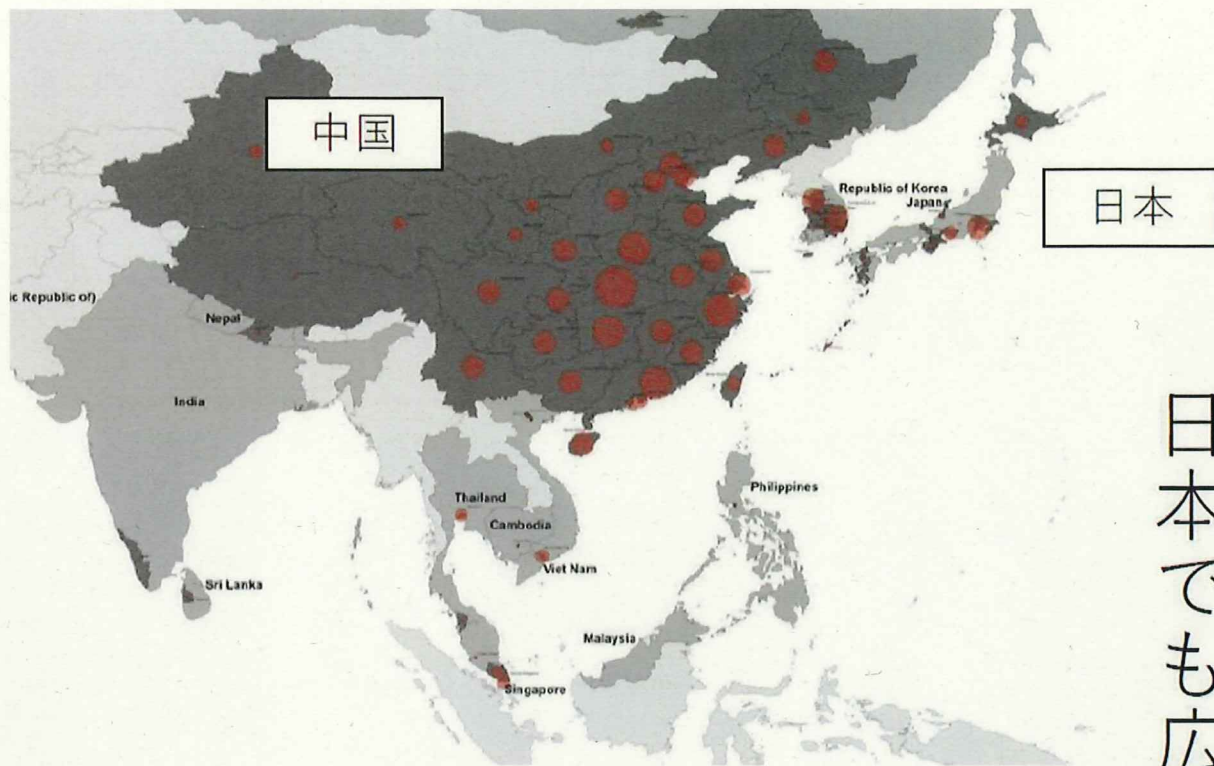 中国
日本
Republic of Korea
Japan
ic Republic of)
Nepal
India
Thailand
Cambodia
Viet Nam
Philippines
Sri Lanka
Malaysia
Singapore
日本でも広